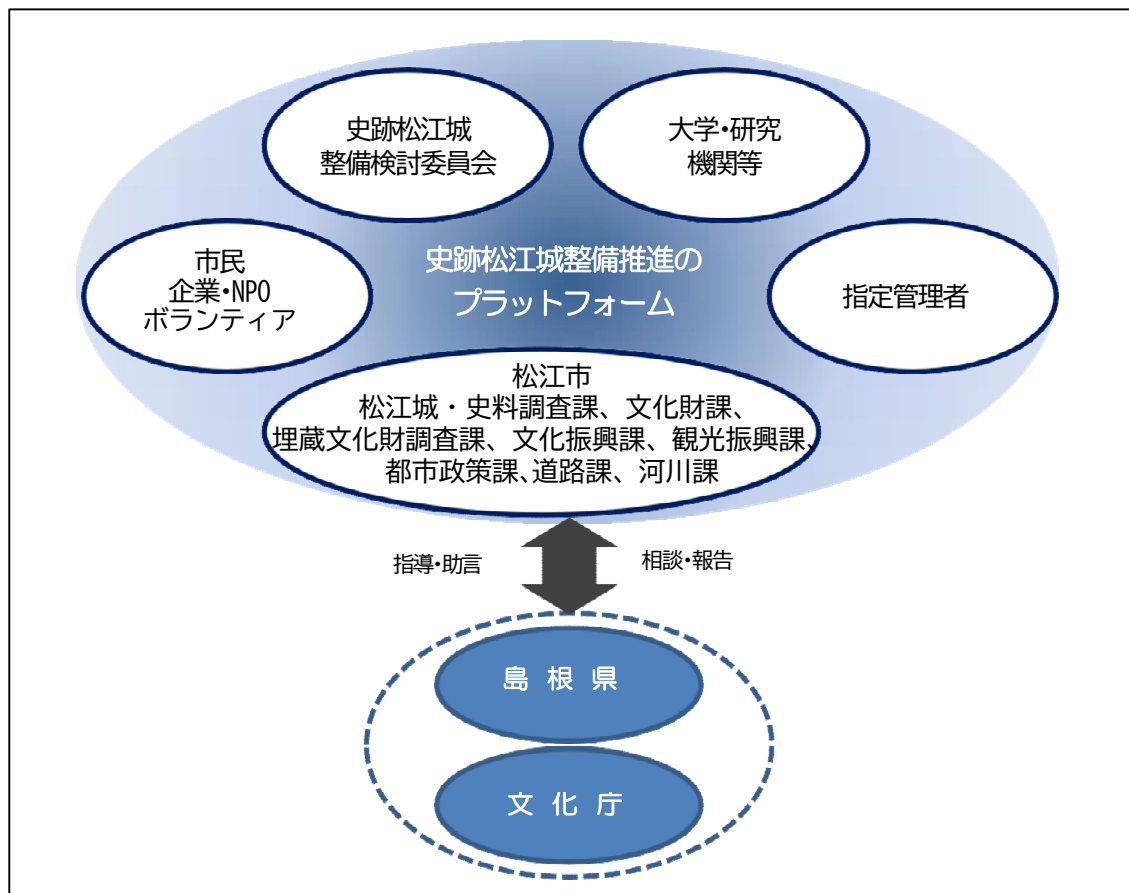 史跡松江城
整備検討委員会
大学・研究
機関等
市民
企業・NPO
ボランティア
史跡松江城整備推進の
プラットフォーム
指定管理者
松江市
松江城・史料調査課、文化財課、
埋蔵文化財調査課、文化振興課、観光振興課、
都市政策課、道路課、河川課
指導・助言
相談・報告
島根県
文化庁